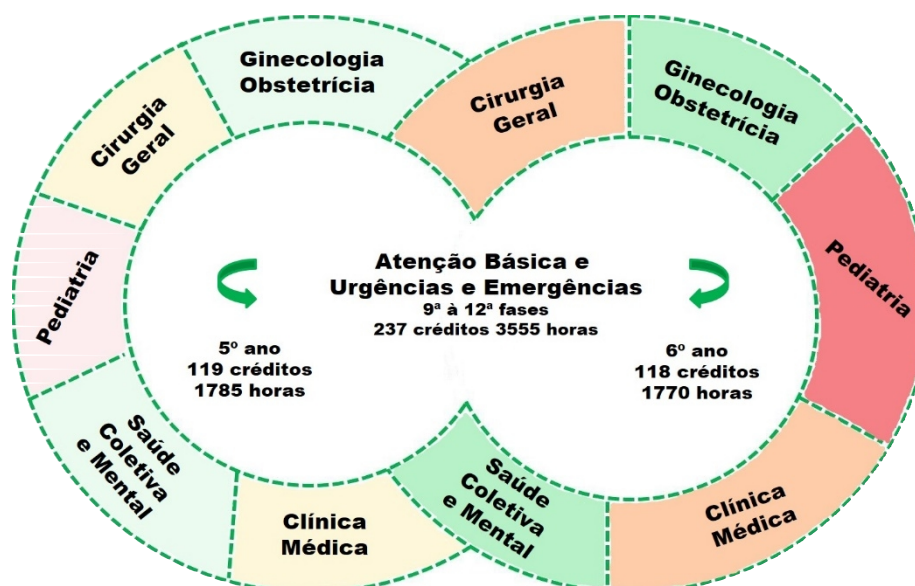 Ginecologia
Obstetrícia
Cirurgia
Geral
Pediatria
Saúde
Coletiva
e Mental
Clínica
Médica
Cirurgia
Geral
Ginecologia
Obstetrícia
Pediatria
Clínica
Médica
Saúde
Coletiva
e Mental
Atenção Básica e
Urgências e Emergências
9ª à 12ª fases
237 créditos 3555 horas
5º ano
119 créditos
1785 horas
6º ano
118 créditos
1770 horas